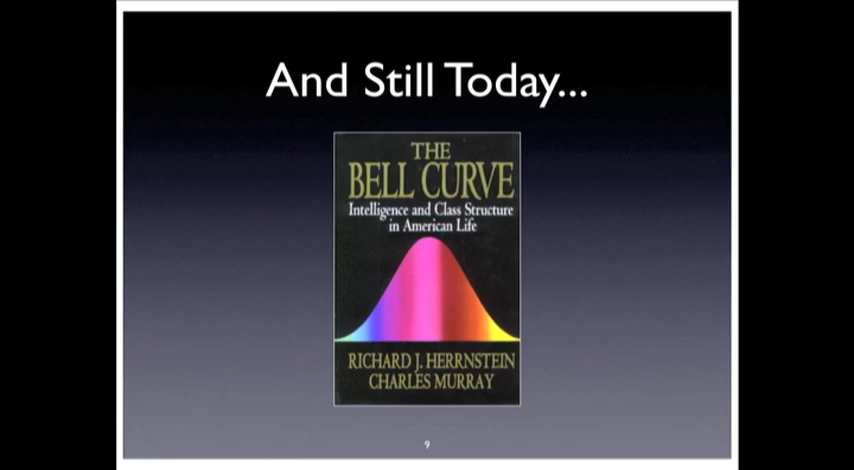 And Still Today...
THE
BELL CURVE
Intelligence and Class Structure
in American Life
RICHARD J. HERRNSTEIN
CHARLES MURRAY
9